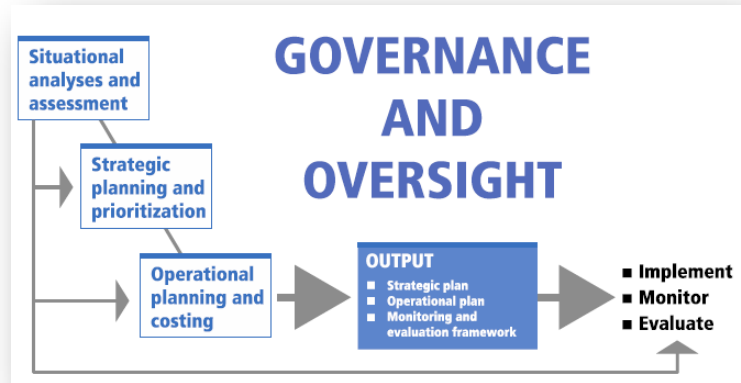 Situational
analyses and
assessment
GOVERNANCE
AND
OVERSIGHT
Strategic
planning and
prioritization
Operational
planning and
costing
OUTPUT
■ Strategic plan
■ Operational plan
■ Monitoring and
evaluation framework
■ Implement
■ Monitor
■ Evaluate